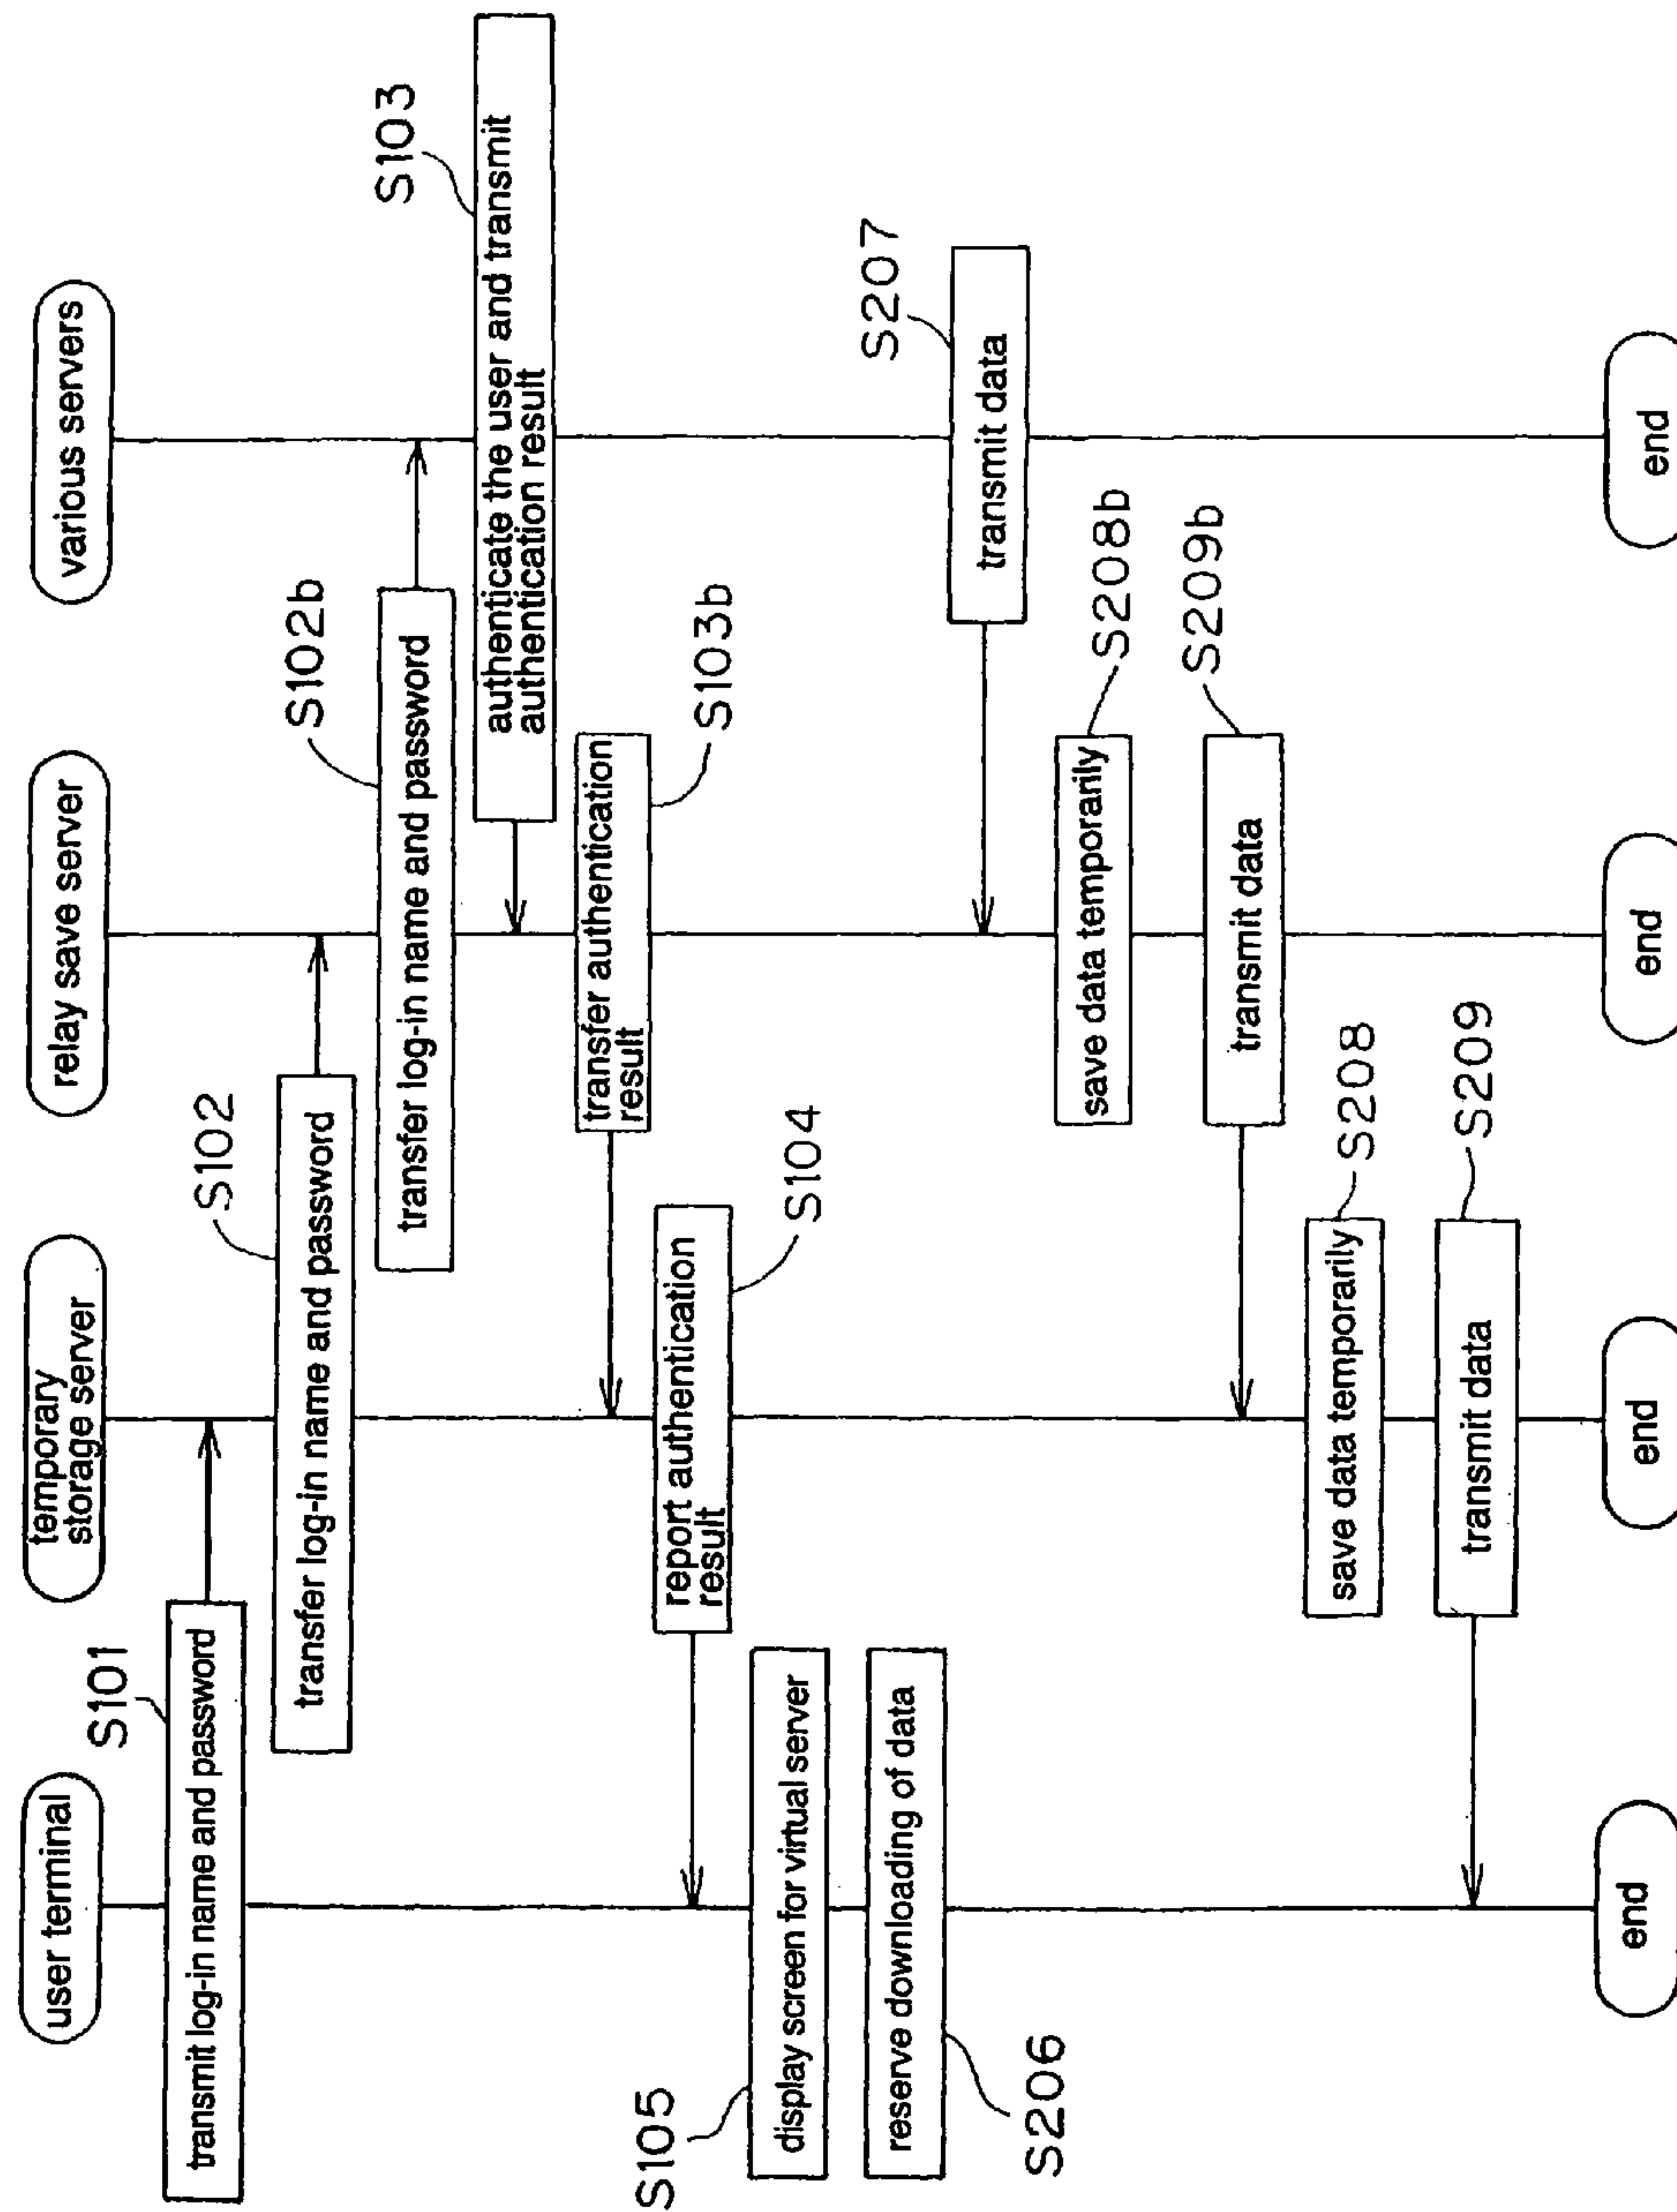 user terminal
temporary
storage server
relay save server
various servers
S101
transmit log-in name and password
S102
transfer log-in name and password
S102b
transfer log-in name and password
S103
authenticate the user and transmit
authentication result
S103b
transfer authentication
result
S104
report authentication
result
S105
display screen for virtual server
S206
reserve downloading of data
S207
transmit data
S208b
save data temporarily
S209b
transmit data
S208
save data temporarily
S209
transmit data
end
end
end
end